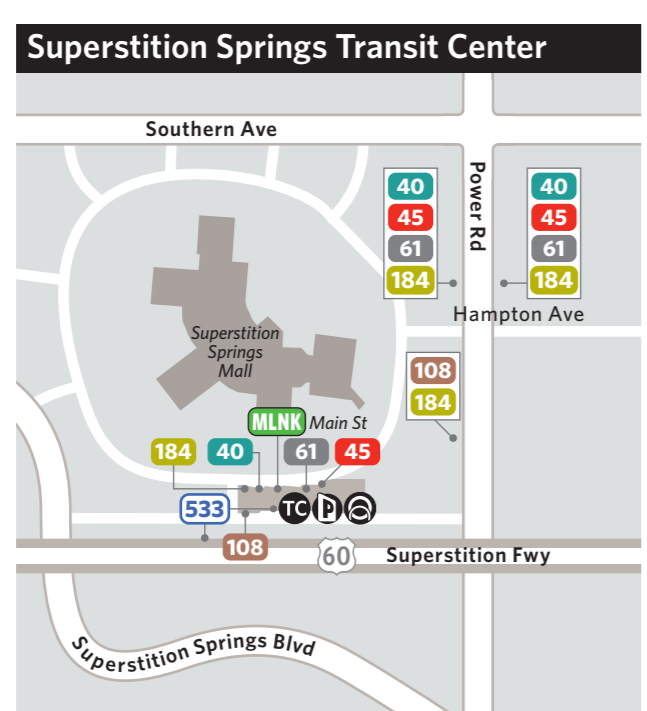 Superstition Springs Transit Center
Southern Ave
Power Rd
40
45
61
184
40
45
61
184
Hampton Ave
Superstition
Springs
Mall
108
184
MLNK Main St
184 40 61 45
533 TC P
108
60 Superstition Fwy
Superstition Springs Blvd